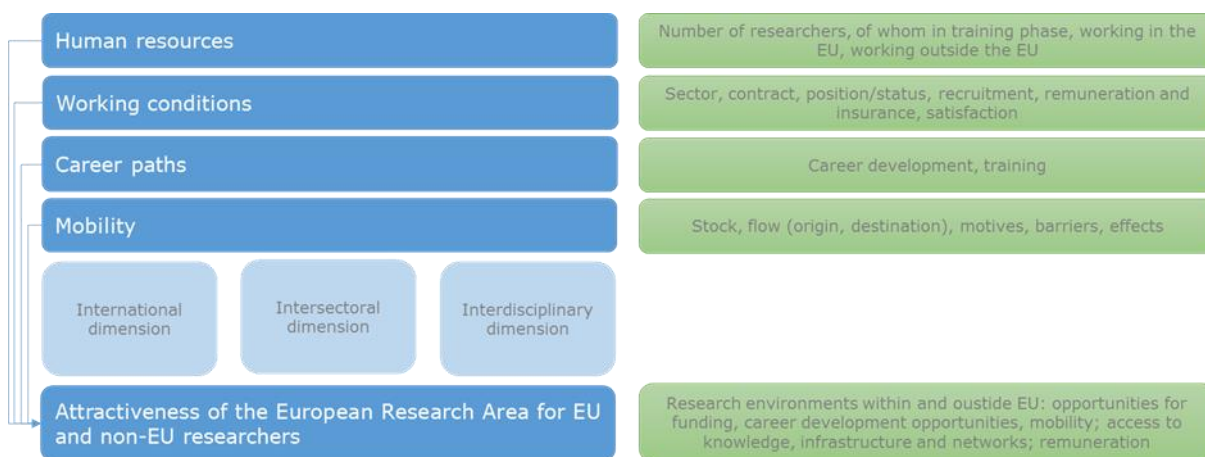 Human resources
Number of researchers, of whom in training phase, working in the
EU, working outside the EU
Working conditions
Sector, contract, position/status, recruitment, remuneration and
insurance, satisfaction
Career paths
Career development, training
Mobility
Stock, flow (origin, destination), motives, barriers, effects
International
dimension
Intersectoral
dimension
Interdisciplinary
dimension
Attractiveness of the European Research Area for EU
and non-EU researchers
Research environments within and oustide EU: opportunities for
funding, career development opportunities, mobility; access to
knowledge, infrastructure and networks; remuneration